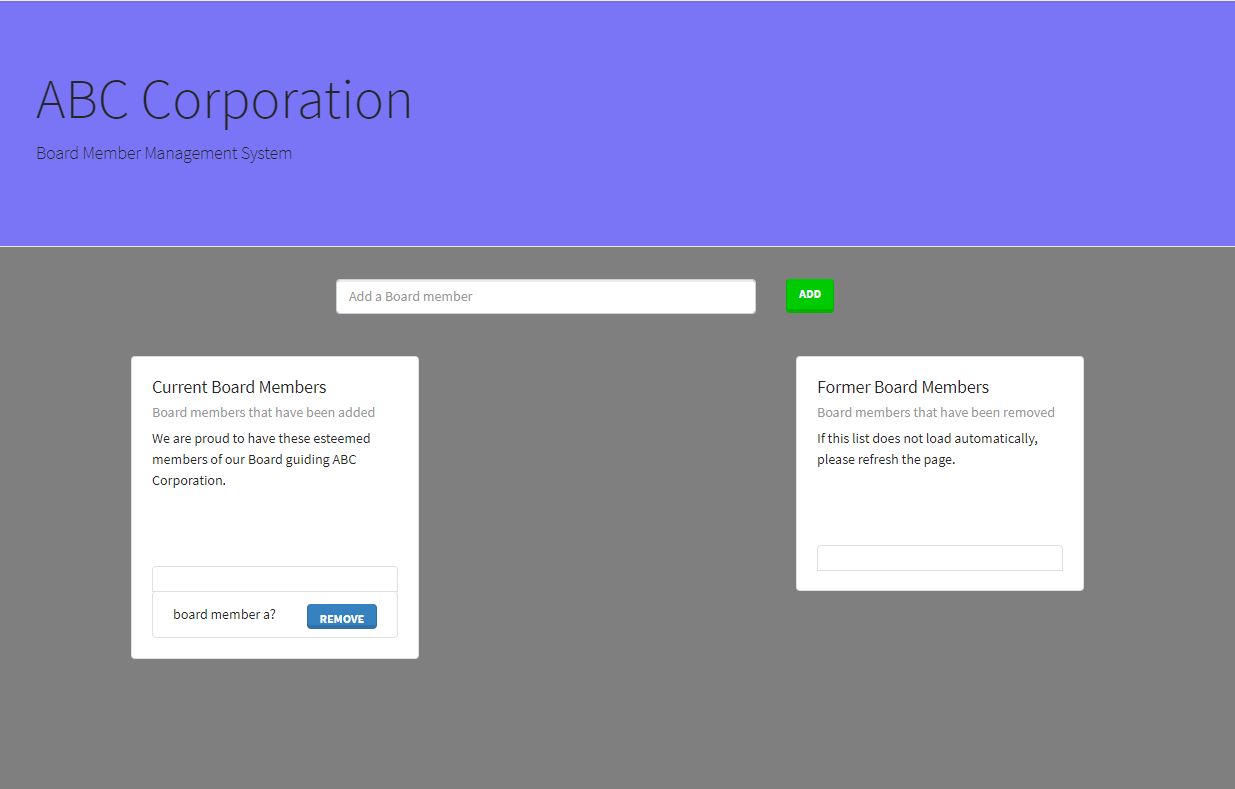 ABC Corporation
Board Member Management System
Add a Board member
ADD
Current Board Members
Board members that have been added
We are proud to have these esteemed
members of our Board guiding ABC
Corporation.
board member a?
REMOVE
Former Board Members
Board members that have been removed
If this list does not load automatically,
please refresh the page.